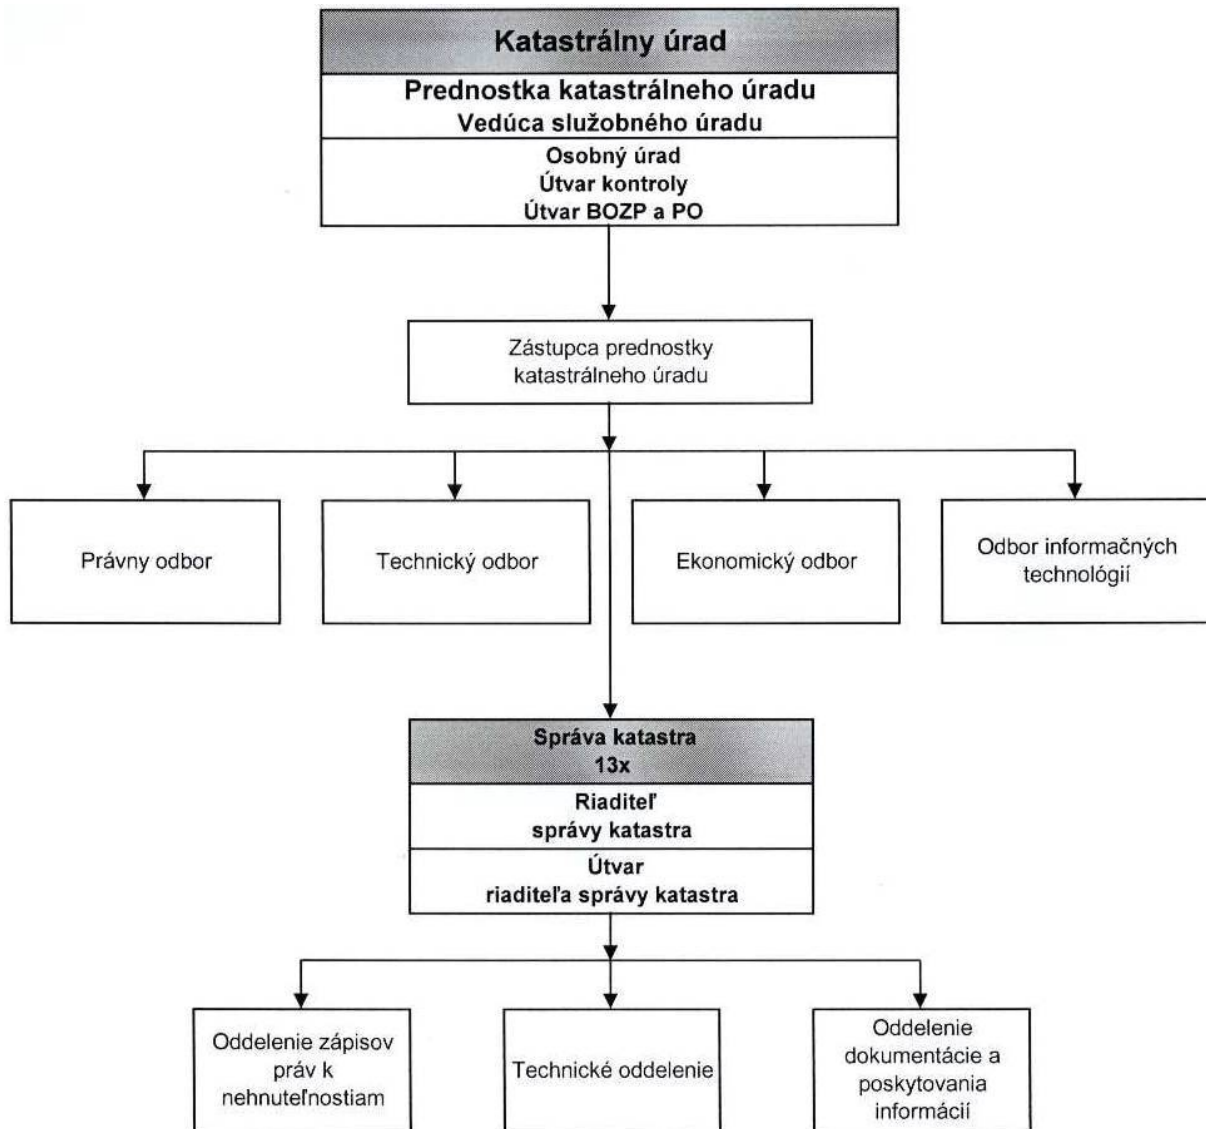 Katastrálny úrad
Prednostka katastrálneho úradu
Vedúca služobného úradu
Osobný úrad
Útvar kontroly
Útvar BOZP a PO
Zástupca prednostky
katastrálneho úradu
Právny odbor
Technický odbor
Ekonomický odbor
Odbor informačných
technológií
Správa katastra
13x
Riaditeľ
správy katastra
Útvar
riaditeľa správy katastra
Oddelenie zápisov
práv k
nehnuteľnostiam
Technické oddelenie
Oddelenie
dokumentácie a
poskytovania
informácií